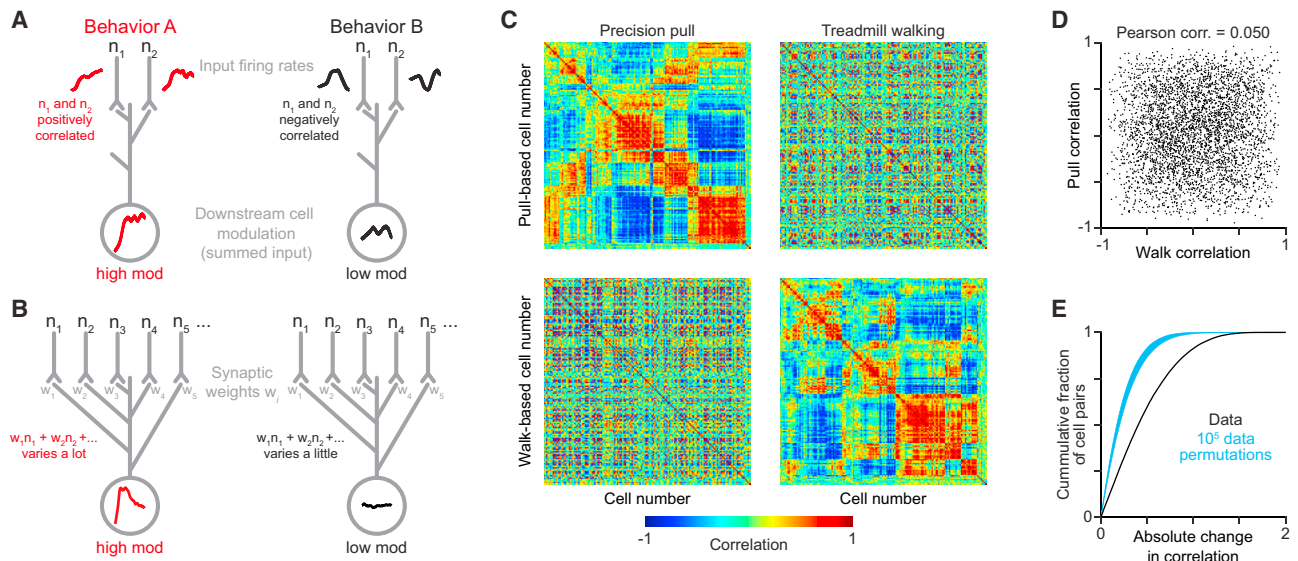 A
Behavior A
Behavior B
n1
n2
n1
n2
Input firing rates
n1 and n2
positively
correlated
n1 and n2
negatively
correlated
Downstream cell
modulation
(summed input)
high mod
low mod
B
n1
n2
n3
n4
n5 ...
n1
n2
n3
n4
n5 ...
w1
w2
w3
w4
w5
Synaptic
weights wi
w1
w2
w3
w4
w5
w1n1 + w2n2 +...
varies a lot
w1n1 + w2n2 +...
varies a little
high mod
low mod
C
Precision pull
Treadmill walking
Pull-based cell number
Walk-based cell number
Cell number
Cell number
-1
Correlation
1
D
Pearson corr. = 0.050
1
Pull correlation
-1
-1
Walk correlation
1
E
1
Cummulative fraction
of cell pairs
Data
10⁵ data
permutations
0
0
Absolute change
in correlation
2